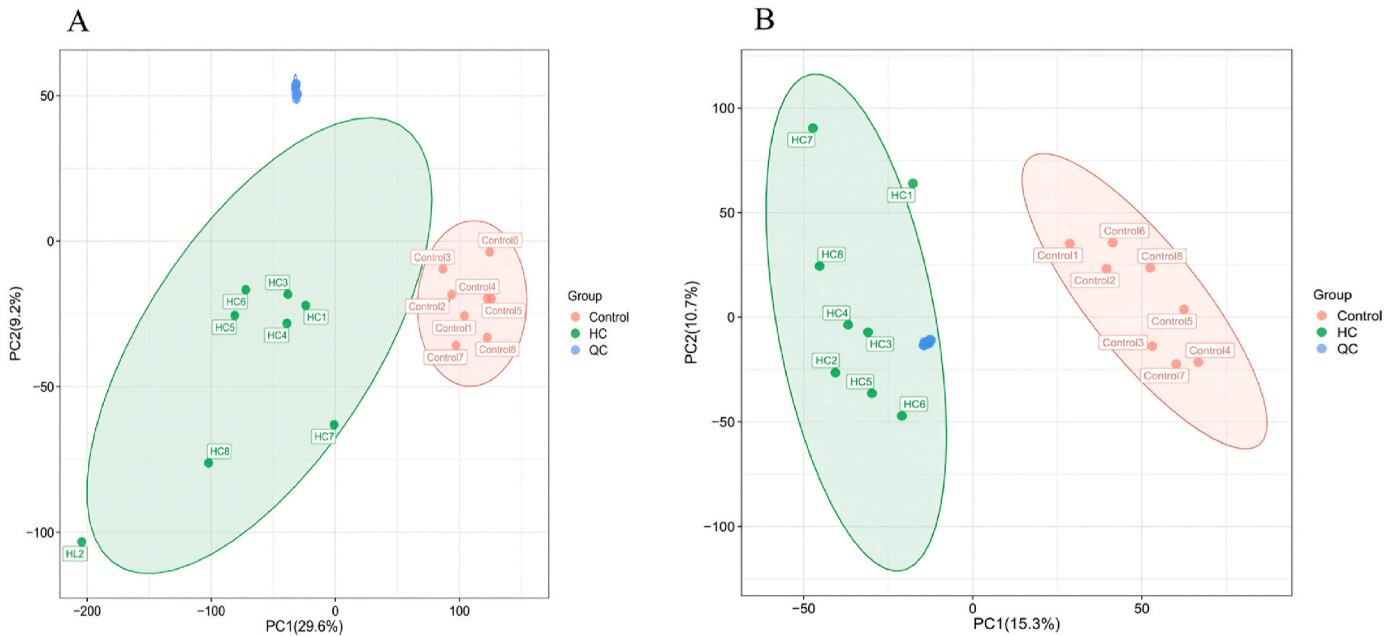 A
50
0
−50
−100
−200
−100
0
100
PC2(9.2%)
PC1(29.6%)
Control6
Control3
Control4
Control2
Control5
Control1
Control7
Control8
HC3
HC6
HC1
HC5
HC4
HC7
HC8
HL2
Group
Control
HC
QC
B
100
50
0
−50
−100
−50
0
50
PC2(10.7%)
PC1(15.3%)
HC7
HC1
HC8
HC4
HC3
HC2
HC5
HC6
Control6
Control1
Control8
Control2
Control5
Control3
Control4
Control7
Group
Control
HC
QC